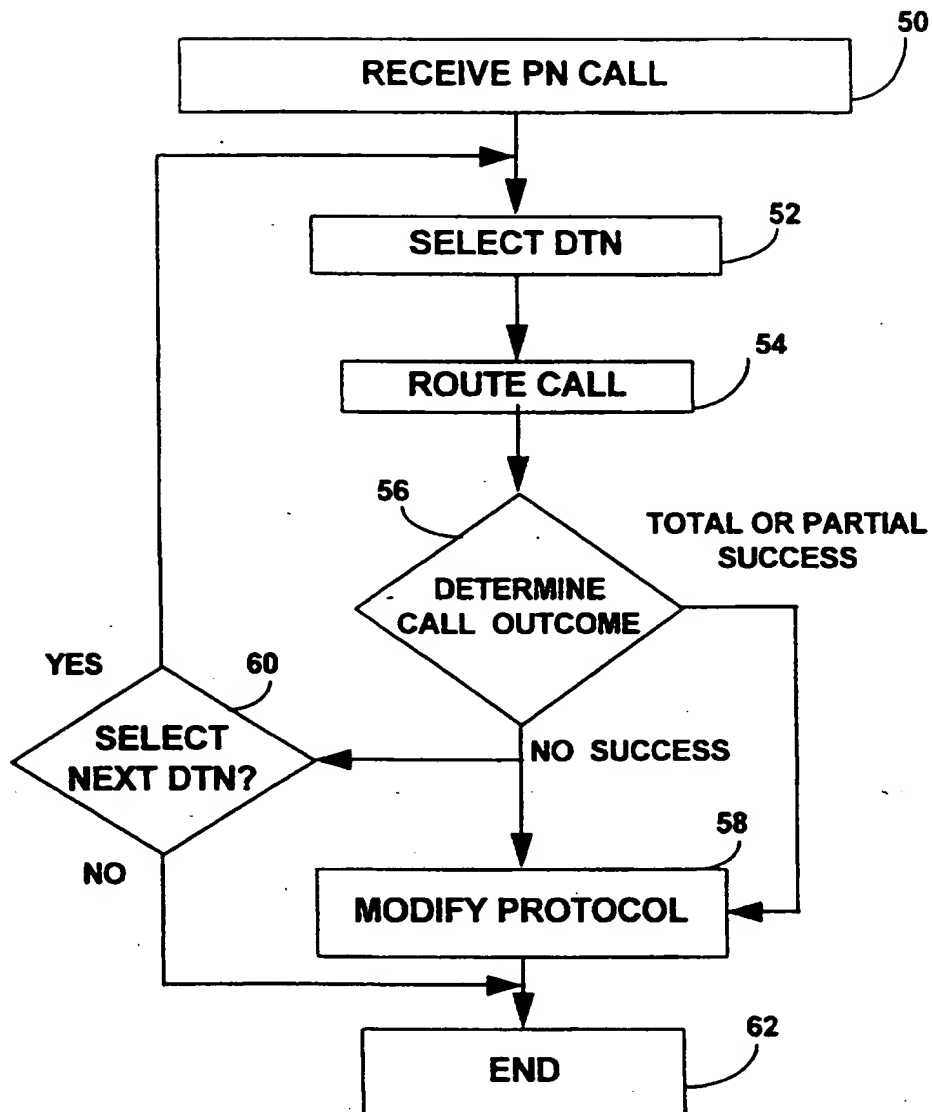 50
RECEIVE PN CALL
52
SELECT DTN
54
ROUTE CALL
56
TOTAL OR PARTIAL
SUCCESS
DETERMINE
CALL OUTCOME
YES
60
SELECT
NEXT DTN?
NO SUCCESS
NO
58
MODIFY PROTOCOL
62
END